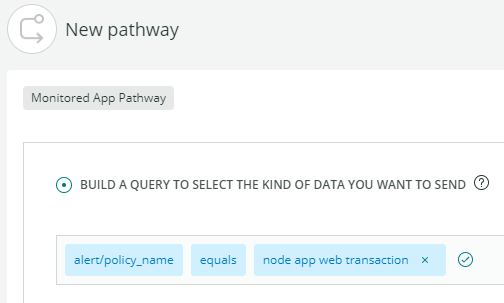 New pathway
Monitored App Pathway
BUILD A QUERY TO SELECT THE KIND OF DATA YOU WANT TO SEND ?
alert/policy_name equals node app web transaction ×